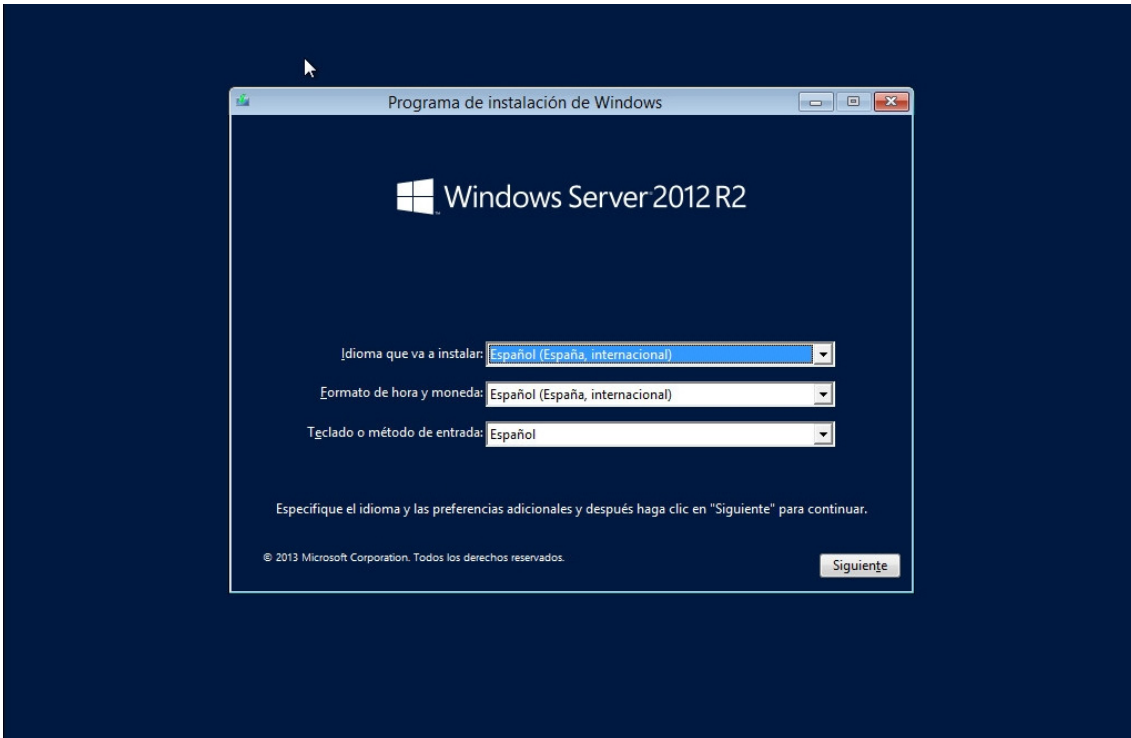 Programa de instalación de Windows
Windows Server 2012 R2
Idioma que va a instalar: Español (España, internacional)
Formato de hora y moneda: Español (España, internacional)
Teclado o método de entrada: Español
Especifique el idioma y las preferencias adicionales y después haga clic en "Siguiente" para continuar.
© 2013 Microsoft Corporation. Todos los derechos reservados.
Siguiente